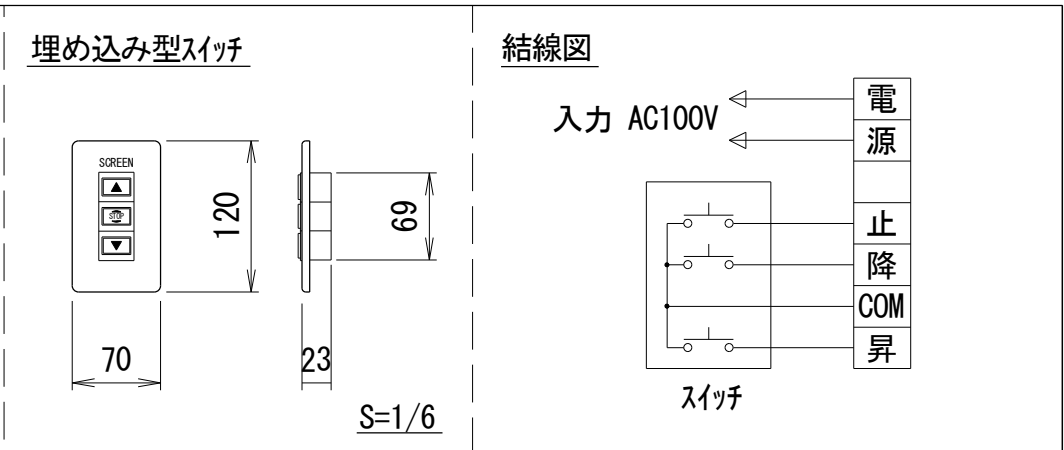 埋め込み型スイッチ
SCREEN
STOP
120
69
70
23
S=1/6
結線図
入力 AC100V
電
源
止
降
COM
昇
スイッチ